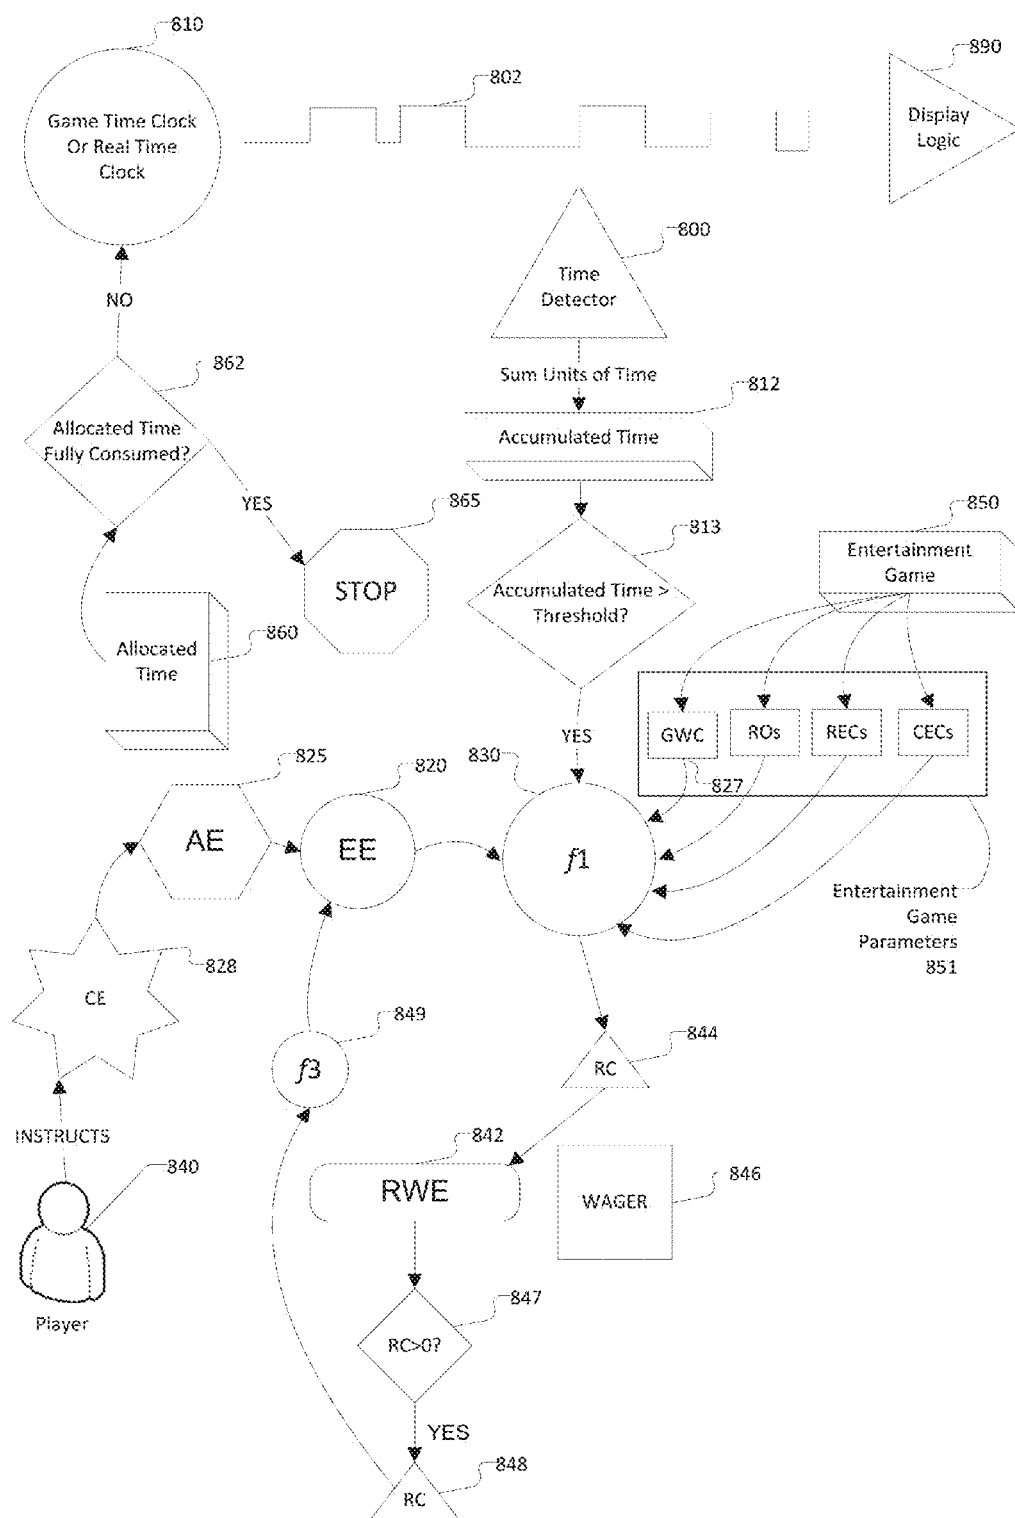 810
Game Time Clock
Or Real Time
Clock
802
890
Display
Logic
800
Time
Detector
NO
862
Allocated Time
Fully Consumed?
Sum Units of Time
812
Accumulated Time
YES
865
STOP
813
Accumulated Time >
Threshold?
850
Entertainment
Game
Allocated
Time
860
GWC
ROs
RECs
CECs
827
YES
830
825
AE
820
EE
f1
Entertainment
Game
Parameters
851
828
CE
849
f3
844
RC
INSTRUCTS
840
Player
842
RWE
WAGER
846
847
RC>0?
YES
848
RC